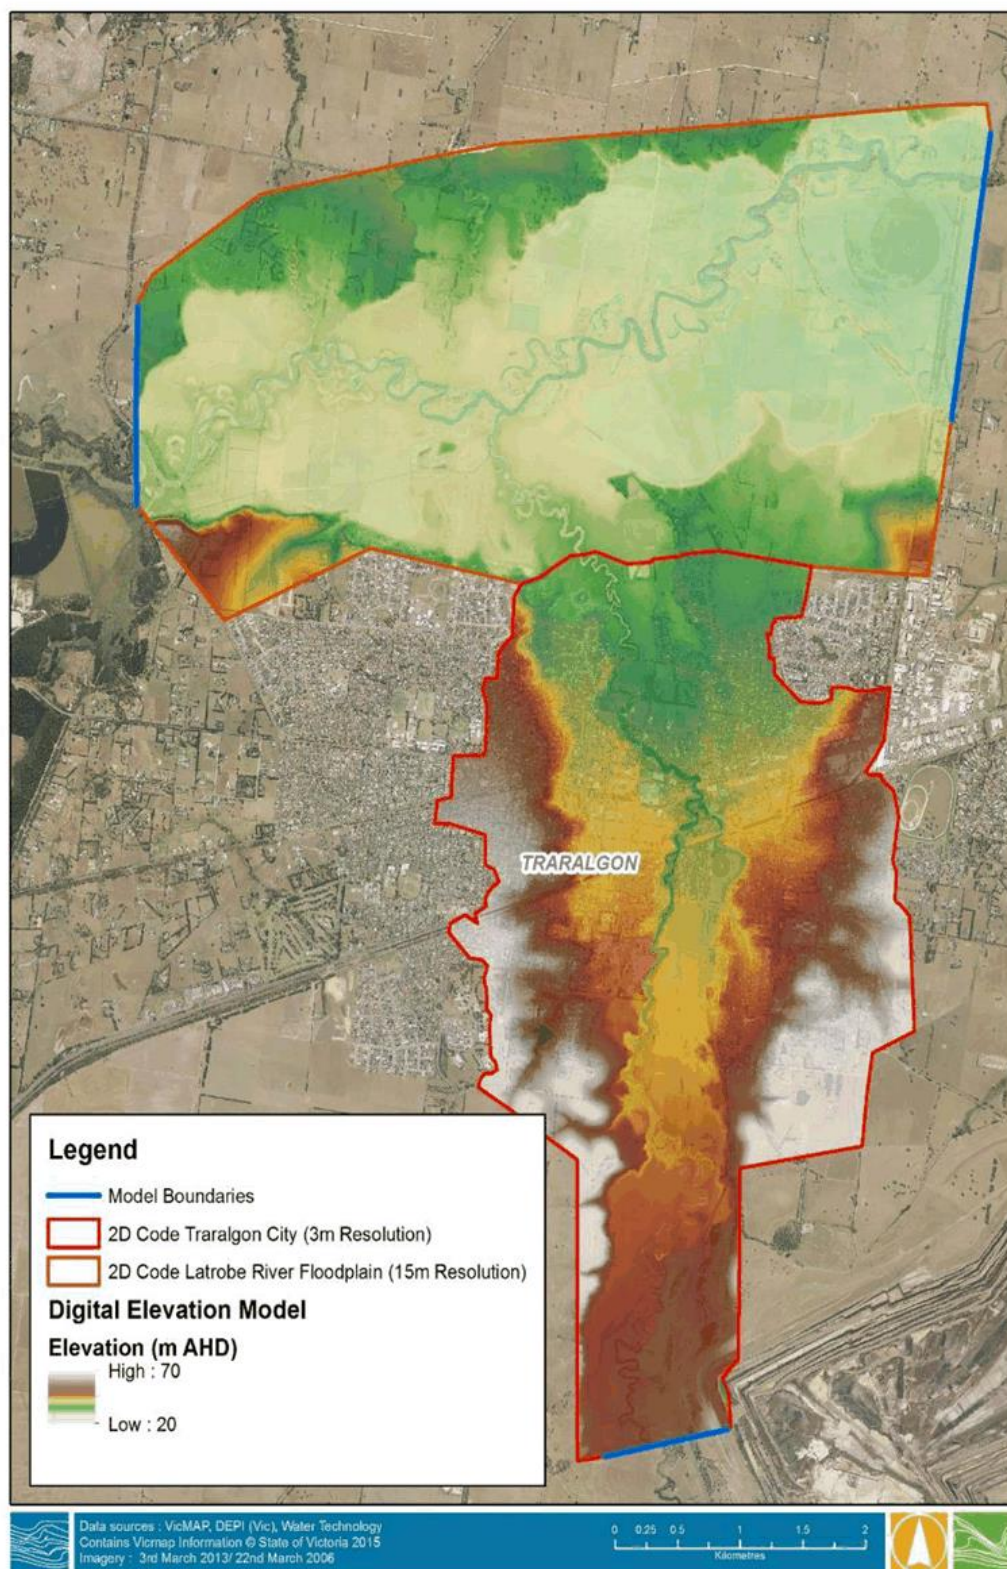 TRARALGON
Legend
Model Boundaries
2D Code Traralgon City (3m Resolution)
2D Code Latrobe River Floodplain (15m Resolution)
Digital Elevation Model
Elevation (m AHD)
High : 70
Low : 20
Data sources : VicMAP, DEPI (Vic), Water Technology
Contains Vicmap Information © State of Victoria 2015
Imagery : 3rd March 2013/ 22nd March 2006
0 0.25 0.5 1 1.5 2
Kilometres